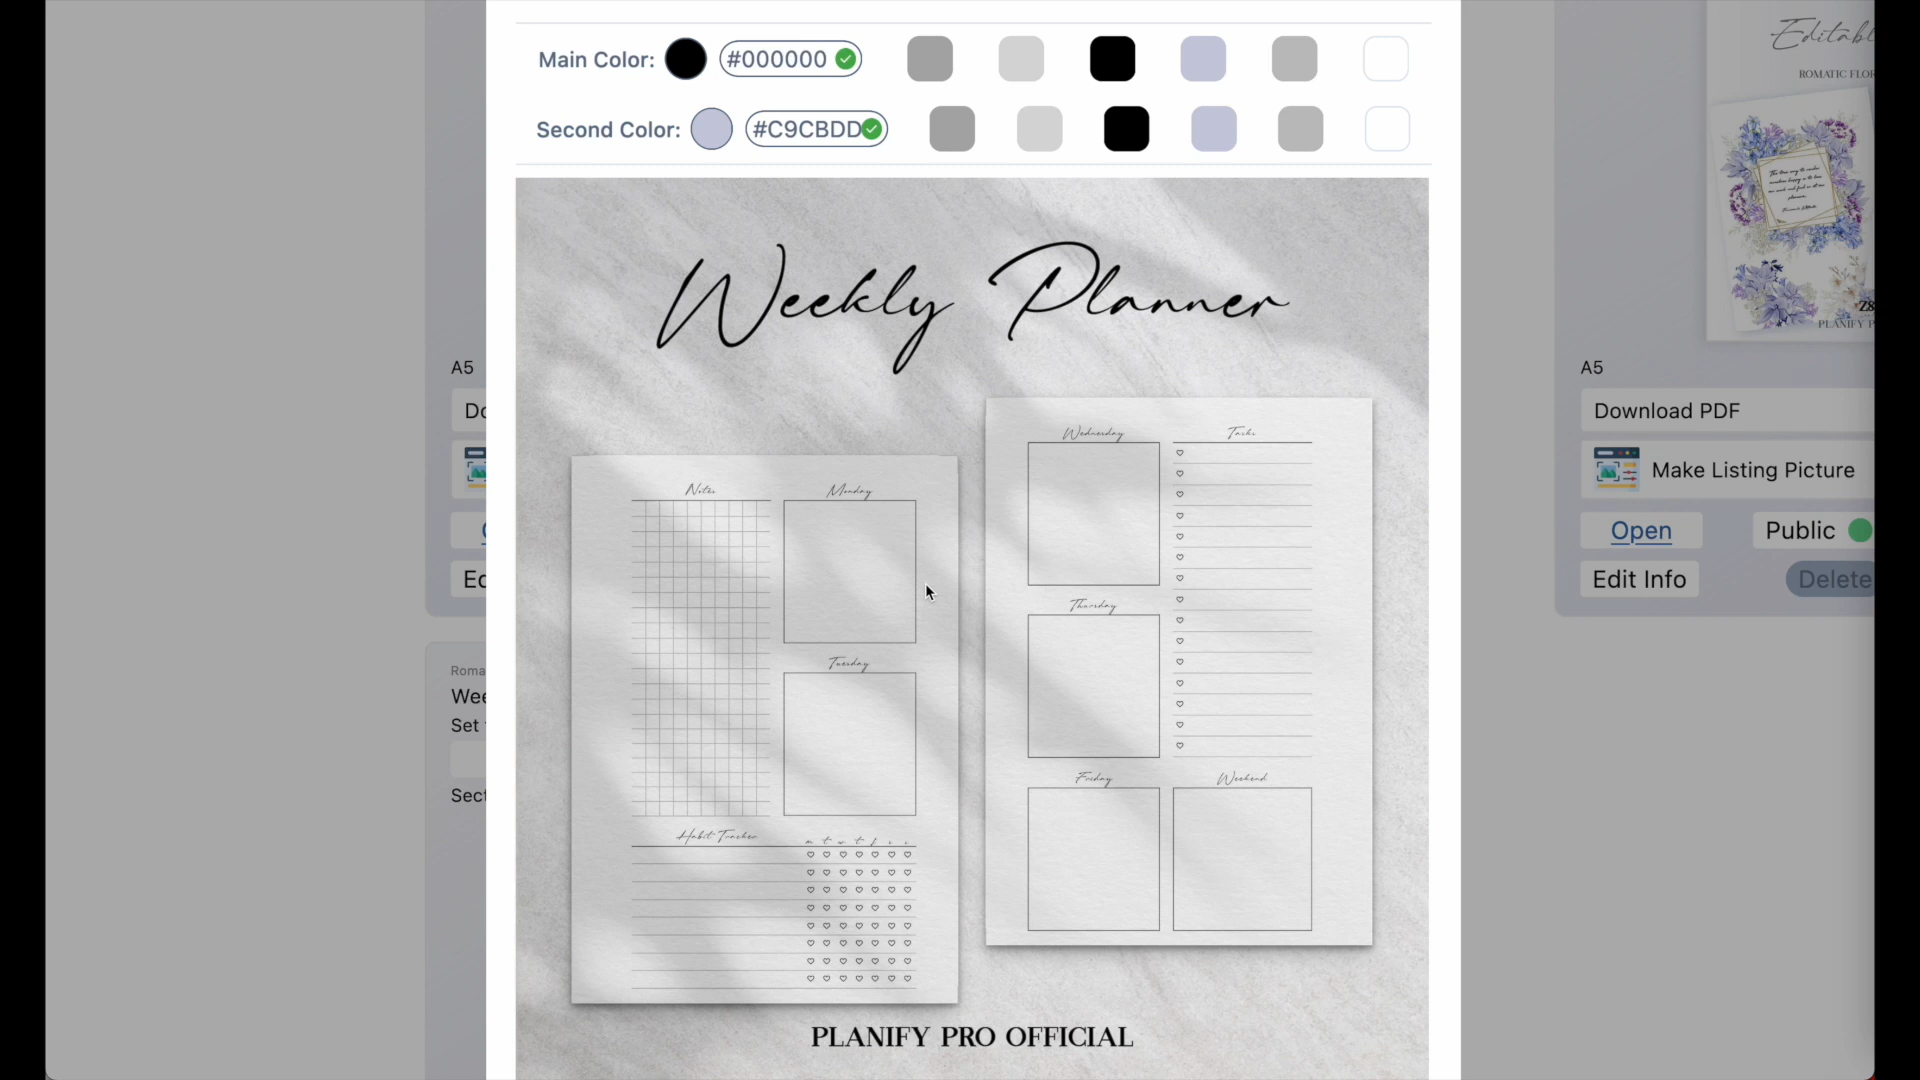 Main Color: #000000
Second Color: #C9CBDD
Weekly Planner
Notes
Monday
Tuesday
Habit Tracker
m t w t f s s
Wednesday
Tasks
Thursday
Friday
Weekend
PLANIFY PRO OFFICIAL
A5
Roma
Wee
Set
Sect
ROMATIC FLOR
PLANIFY P
A5
Download PDF
Make Listing Picture
Open
Public
Edit Info
Delete